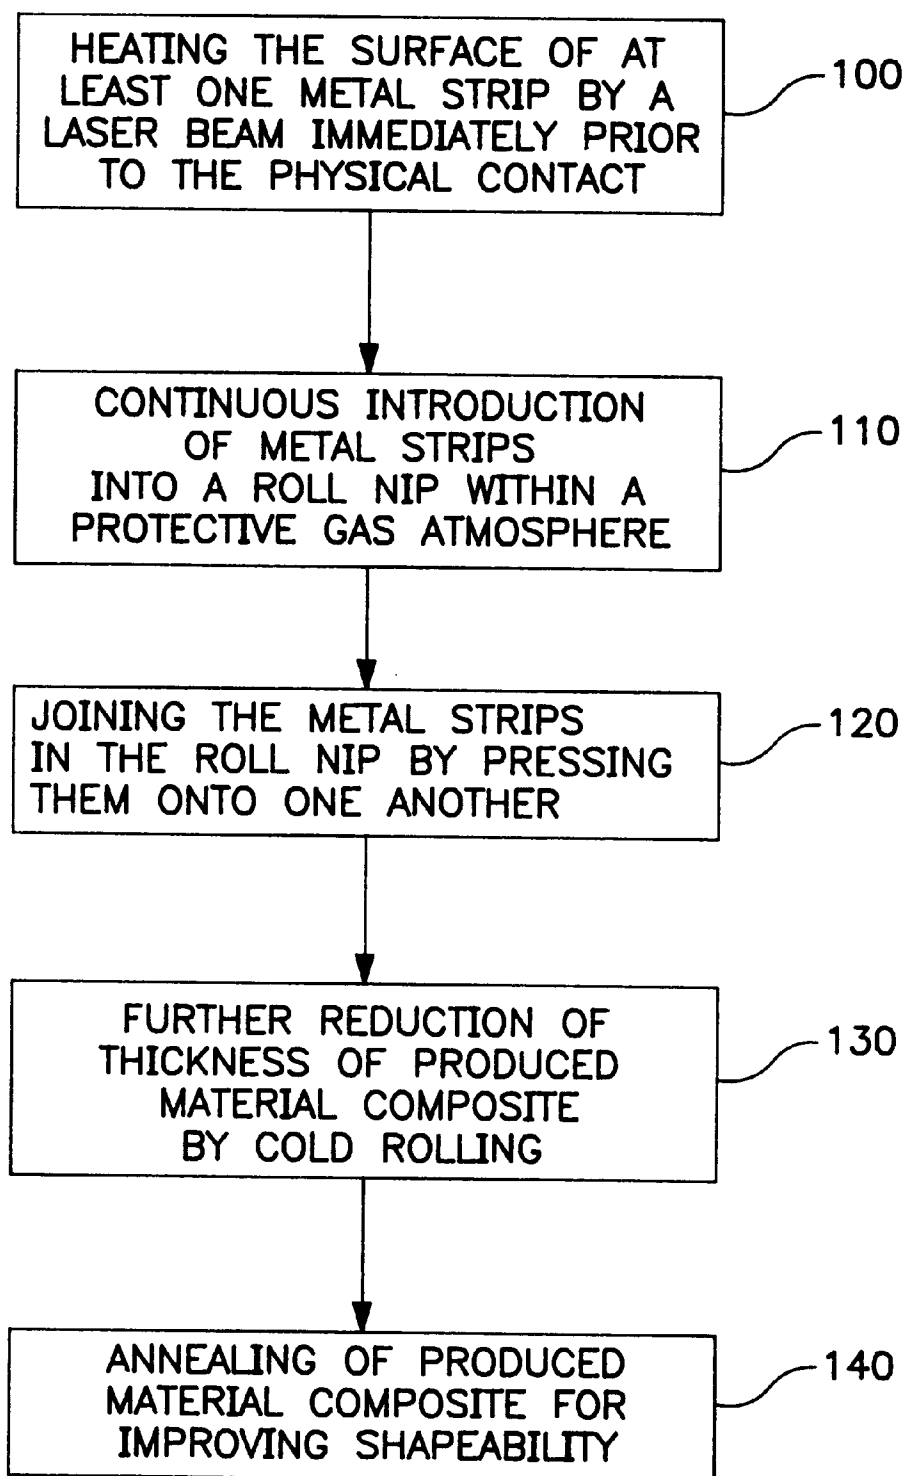 HEATING THE SURFACE OF AT
LEAST ONE METAL STRIP BY A
LASER BEAM IMMEDIATELY PRIOR
TO THE PHYSICAL CONTACT
100
CONTINUOUS INTRODUCTION
OF METAL STRIPS
INTO A ROLL NIP WITHIN A
PROTECTIVE GAS ATMOSPHERE
110
JOINING THE METAL STRIPS
IN THE ROLL NIP BY PRESSING
THEM ONTO ONE ANOTHER
120
FURTHER REDUCTION OF
THICKNESS OF PRODUCED
MATERIAL COMPOSITE
BY COLD ROLLING
130
ANNEALING OF PRODUCED
MATERIAL COMPOSITE FOR
IMPROVING SHAPEABILITY
140